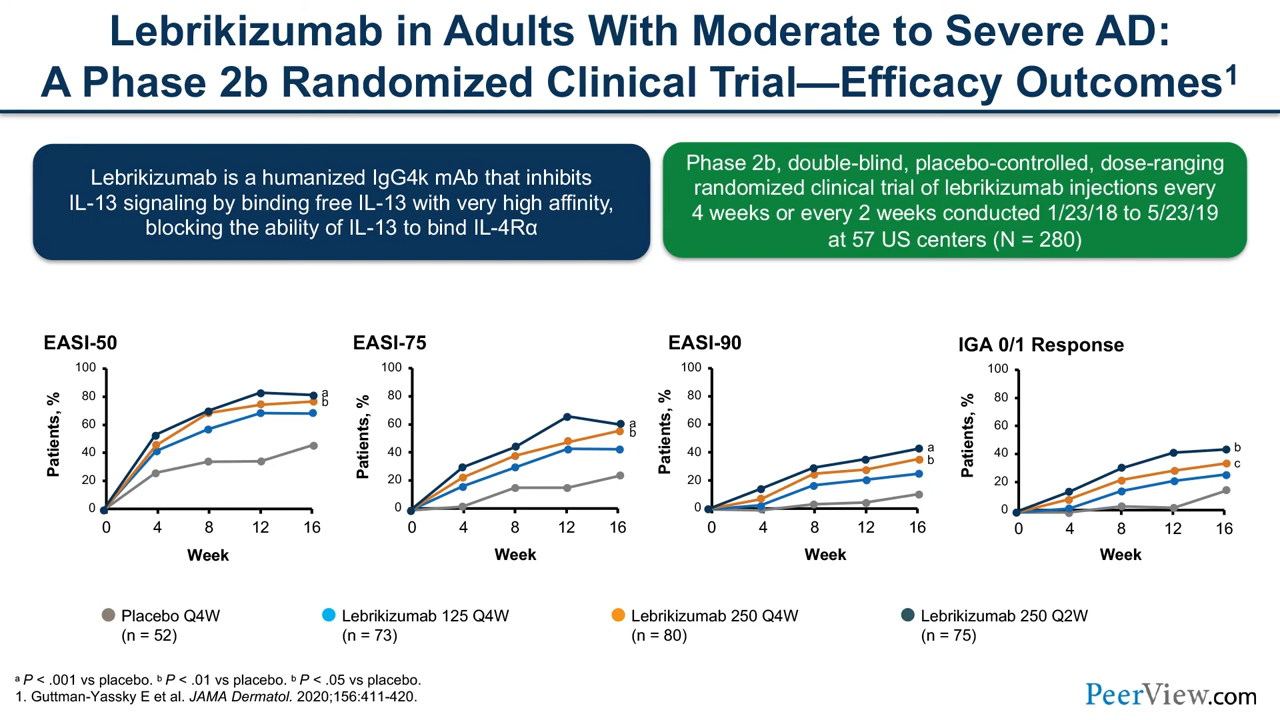 Lebrikizumab in Adults With Moderate to Severe AD:
A Phase 2b Randomized Clinical Trial—Efficacy Outcomes¹
Lebrikizumab is a humanized IgG4k mAb that inhibits
IL-13 signaling by binding free IL-13 with very high affinity,
blocking the ability of IL-13 to bind IL-4Rα
Phase 2b, double-blind, placebo-controlled, dose-ranging
randomized clinical trial of lebrikizumab injections every
4 weeks or every 2 weeks conducted 1/23/18 to 5/23/19
at 57 US centers (N = 280)
EASI-50
Patients, %
100
80
60
40
20
0
a
b
0 4 8 12 16
Week
EASI-75
Patients, %
100
80
60
40
20
0
a
b
0 4 8 12 16
Week
EASI-90
Patients, %
100
80
60
40
20
0
a
b
0 4 8 12 16
Week
IGA 0/1 Response
Patients, %
100
80
60
40
20
0
b
c
0 4 8 12 16
Week
Placebo Q4W
(n = 52)
Lebrikizumab 125 Q4W
(n = 73)
Lebrikizumab 250 Q4W
(n = 80)
Lebrikizumab 250 Q2W
(n = 75)
ᵃ P < .001 vs placebo. ᵇ P < .01 vs placebo. ᵇ P < .05 vs placebo.
1. Guttman-Yassky E et al. JAMA Dermatol. 2020;156:411-420.
PeerView.com